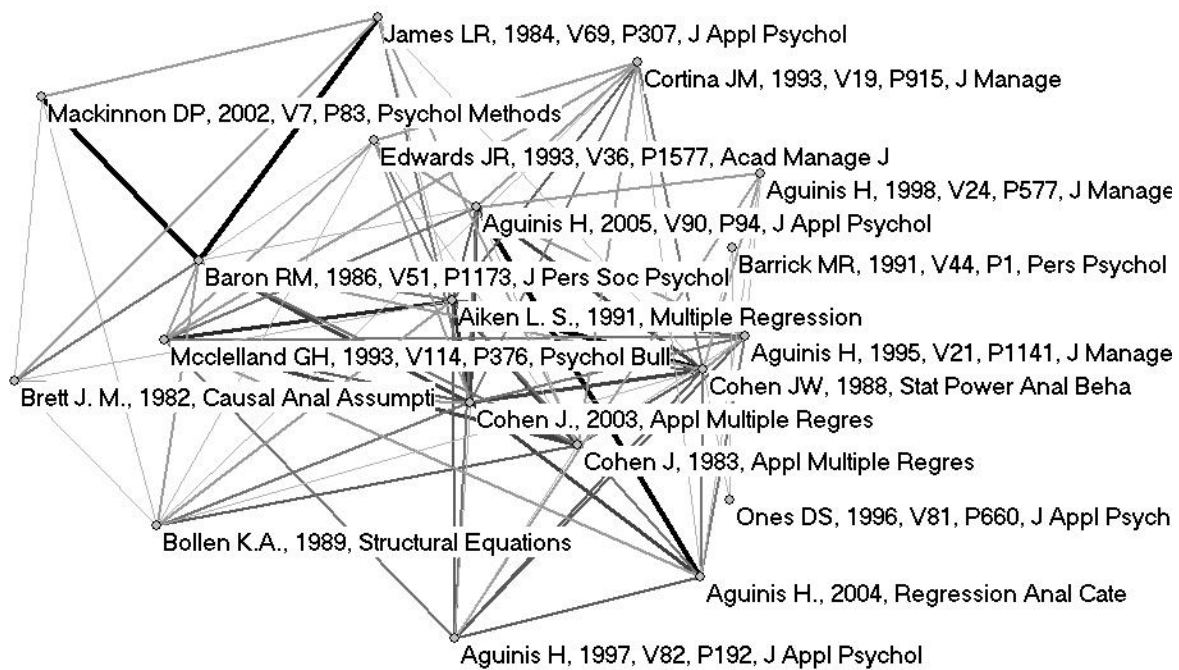 James LR, 1984, V69, P307, J Appl Psychol
Cortina JM, 1993, V19, P915, J Manage
Mackinnon DP, 2002, V7, P83, Psychol Methods
Edwards JR, 1993, V36, P1577, Acad Manage J
Aguinis H, 1998, V24, P577, J Manage
Aguinis H, 2005, V90, P94, J Appl Psychol
Barrick MR, 1991, V44, P1, Pers Psychol
Baron RM, 1986, V51, P1173, J Pers Soc Psychol
Aiken L. S., 1991, Multiple Regression
Mcclelland GH, 1993, V114, P376, Psychol Bull
Aguinis H, 1995, V21, P1141, J Manage
Brett J. M., 1982, Causal Anal Assumpti
Cohen JW, 1988, Stat Power Anal Beha
Cohen J., 2003, Appl Multiple Regres
Cohen J, 1983, Appl Multiple Regres
Ones DS, 1996, V81, P660, J Appl Psych
Bollen K.A., 1989, Structural Equations
Aguinis H., 2004, Regression Anal Cate
Aguinis H, 1997, V82, P192, J Appl Psychol